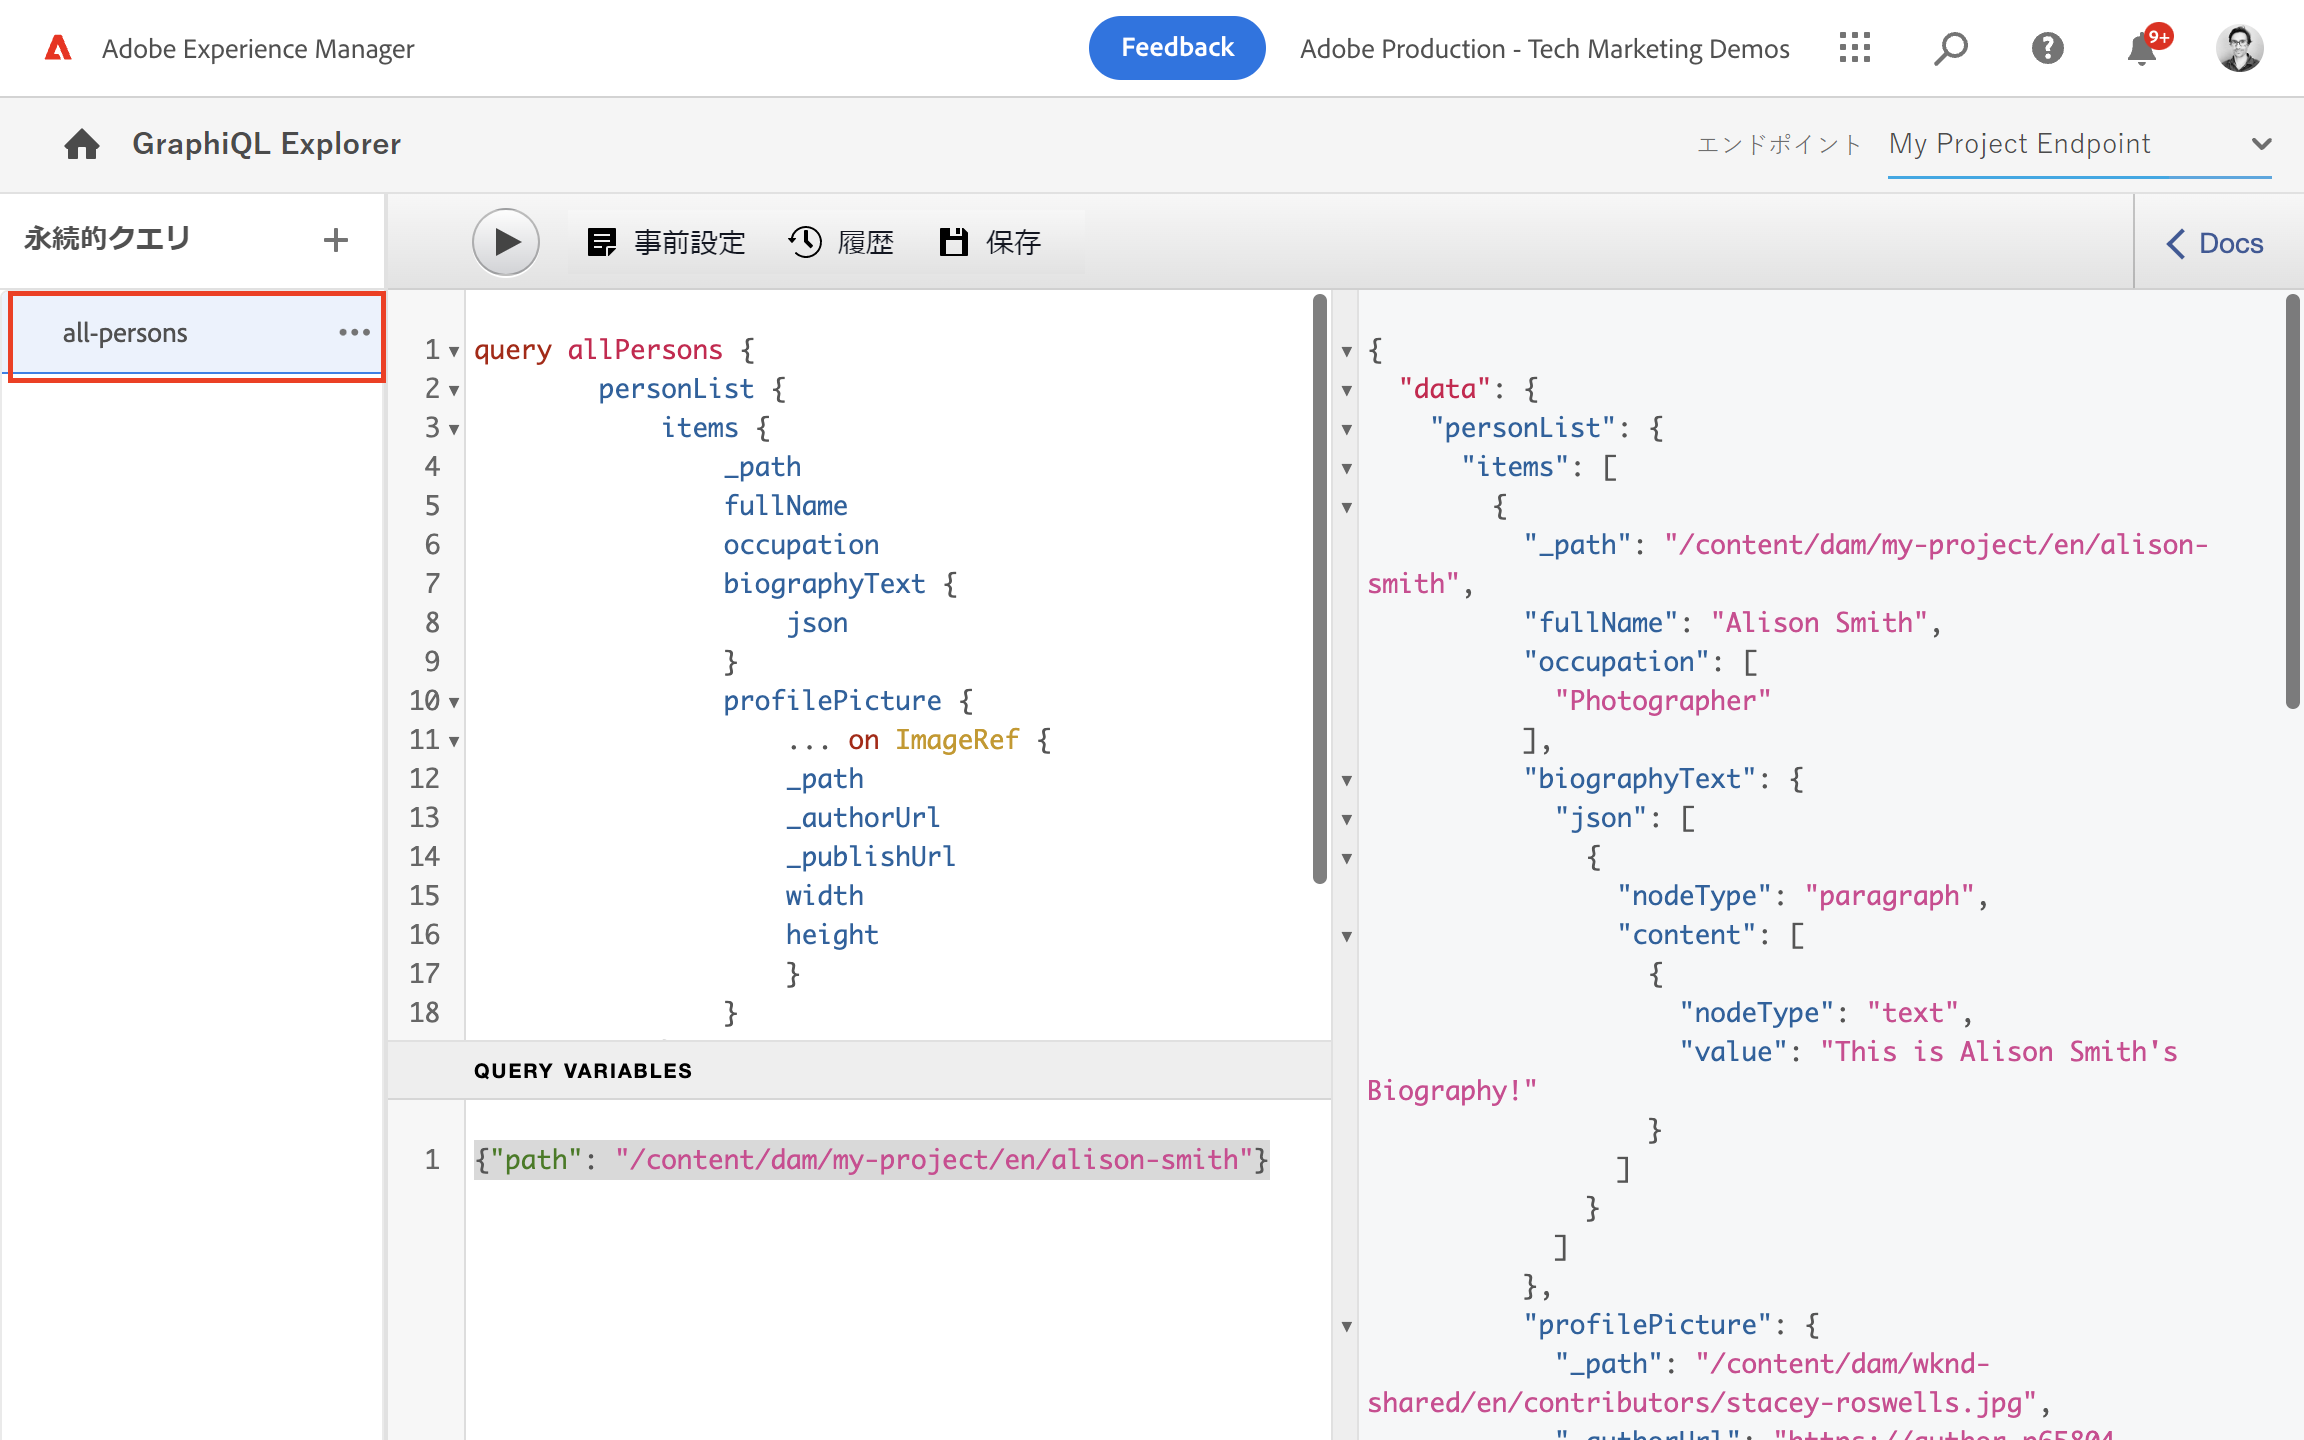 Adobe Experience Manager
Feedback
Adobe Production - Tech Marketing Demos
9+
GraphiQL Explorer
エンドポイント
My Project Endpoint
永続的クエリ
+
事前設定
履歴
保存
Docs
all-persons
•••
1 query allPersons {
2 personList {
3 items {
4 _path
5 fullName
6 occupation
7 biographyText {
8 json
9 }
10 profilePicture {
11 ... on ImageRef {
12 _path
13 _authorUrl
14 _publishUrl
15 width
16 height
17 }
18 }
QUERY VARIABLES
1 {"path": "/content/dam/my-project/en/alison-smith"}
{
"data": {
"personList": {
"items": [
{
"_path": "/content/dam/my-project/en/alison-
smith",
"fullName": "Alison Smith",
"occupation": [
"Photographer"
],
"biographyText": {
"json": [
{
"nodeType": "paragraph",
"content": [
{
"nodeType": "text",
"value": "This is Alison Smith's
Biography!"
}
]
}
]
},
"profilePicture": {
"_path": "/content/dam/wknd-
shared/en/contributors/stacey-roswells.jpg",
"_authorUrl": "https://author-p65804-